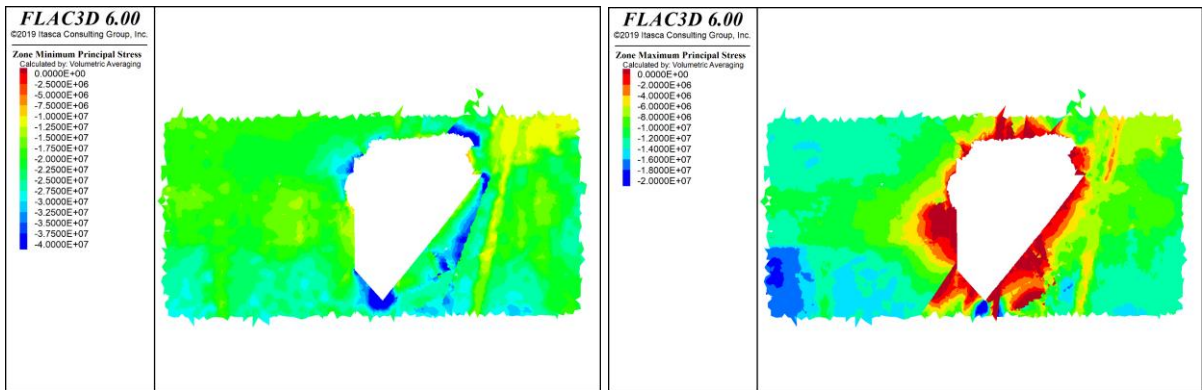 FLAC3D 6.00
©2019 Itasca Consulting Group, Inc.
Zone Minimum Principal Stress
Calculated by: Volumetric Averaging
0.0000E+00
-2.5000E+06
-5.0000E+06
-7.5000E+06
-1.0000E+07
-1.2500E+07
-1.5000E+07
-1.7500E+07
-2.0000E+07
-2.2500E+07
-2.5000E+07
-2.7500E+07
-3.0000E+07
-3.2500E+07
-3.5000E+07
-3.7500E+07
-4.0000E+07
FLAC3D 6.00
©2019 Itasca Consulting Group, Inc.
Zone Maximum Principal Stress
Calculated by: Volumetric Averaging
0.0000E+00
-2.0000E+06
-4.0000E+06
-6.0000E+06
-8.0000E+06
-1.0000E+07
-1.2000E+07
-1.4000E+07
-1.6000E+07
-1.8000E+07
-2.0000E+07